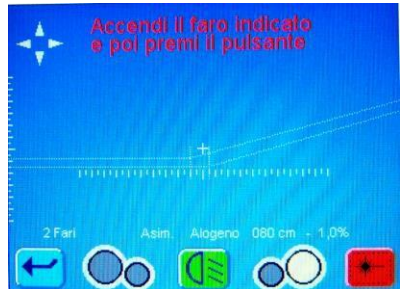 Accendi il faro indicato
e poi premi il pulsante
2 Fari Asim. Alogeno 080 cm - 1,0%